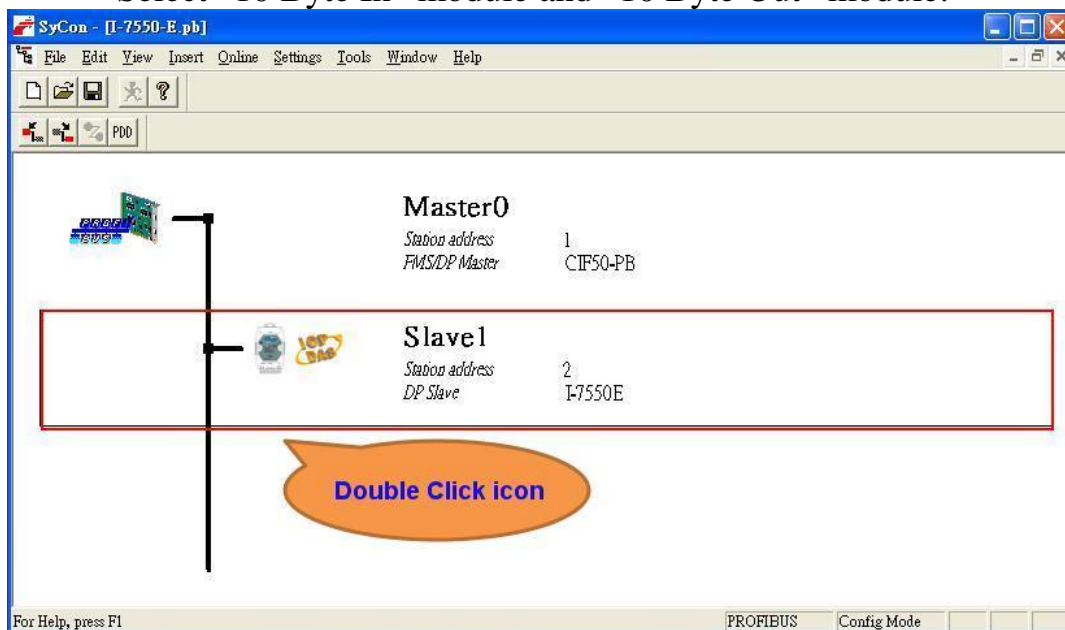 Select "16 Byte In" module and "16 Byte Out" module.
SyCon - [I-7550-E.pb]
File Edit View Insert Online Settings Tools Window Help
PDD
Master0
Station address 1
FMS/DP Master CIF50-PB
ICP
DAS
Slave1
Station address 2
DP Slave I-7550E
Double Click icon
For Help, press F1 PROFIBUS Config Mode